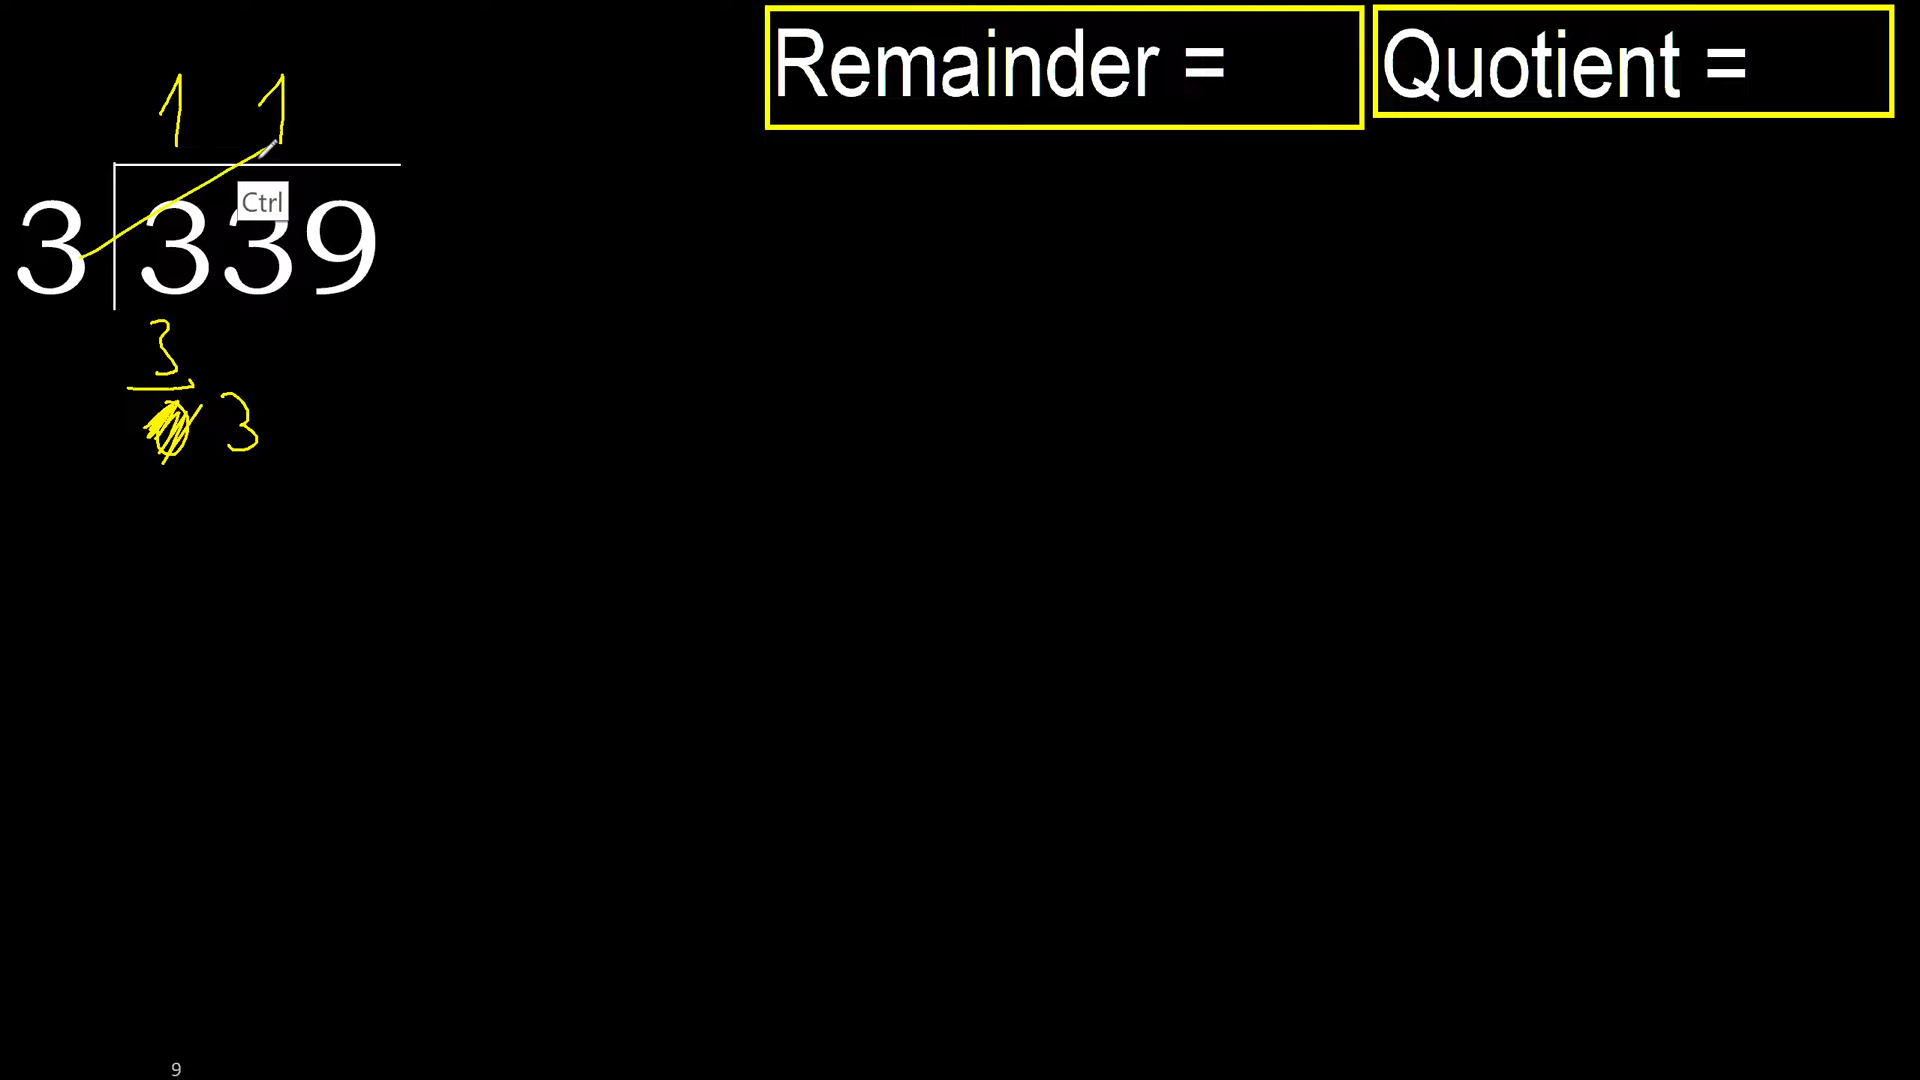 Remainder =
Quotient =
1 1
Ctrl
3 339
3
3
9